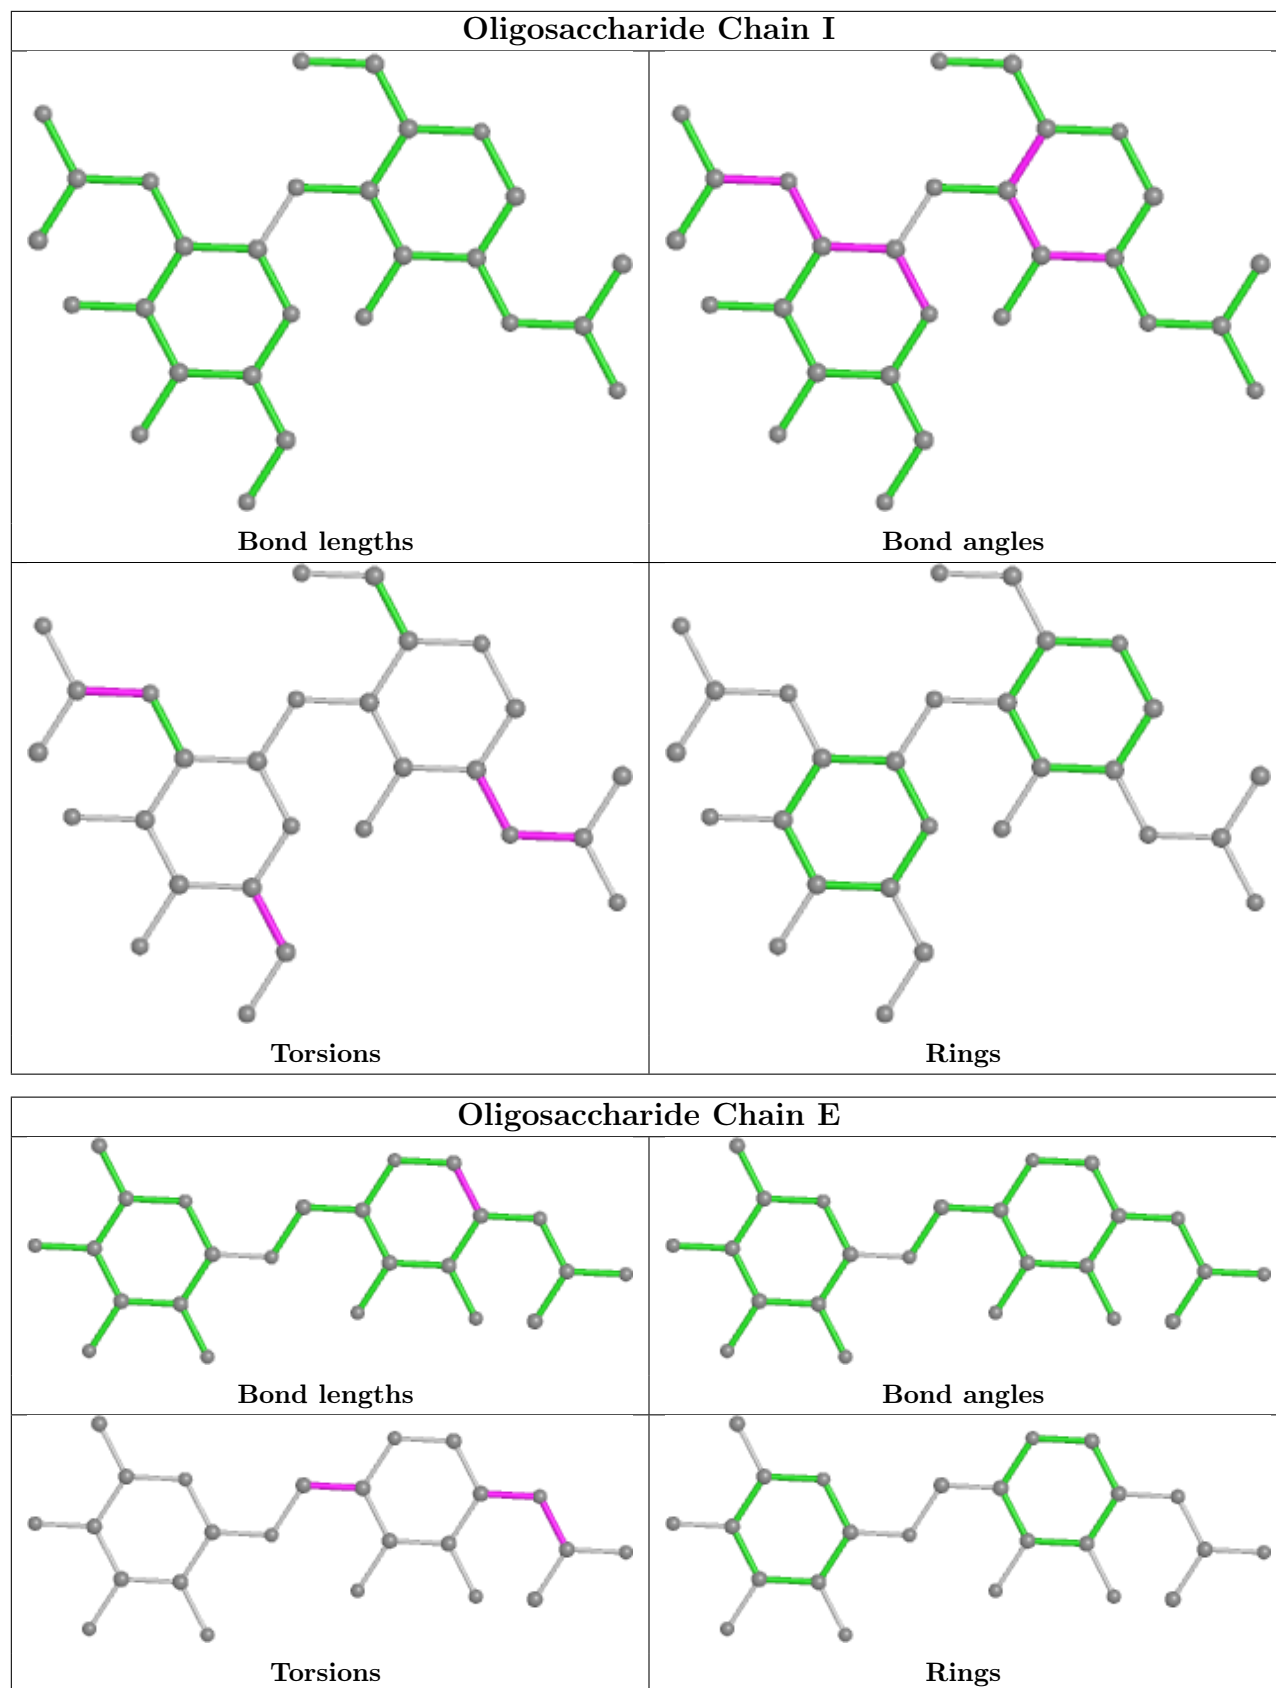 Oligosaccharide Chain I
Bond lengths
Bond angles
Torsions
Rings
Oligosaccharide Chain E
Bond lengths
Bond angles
Torsions
Rings